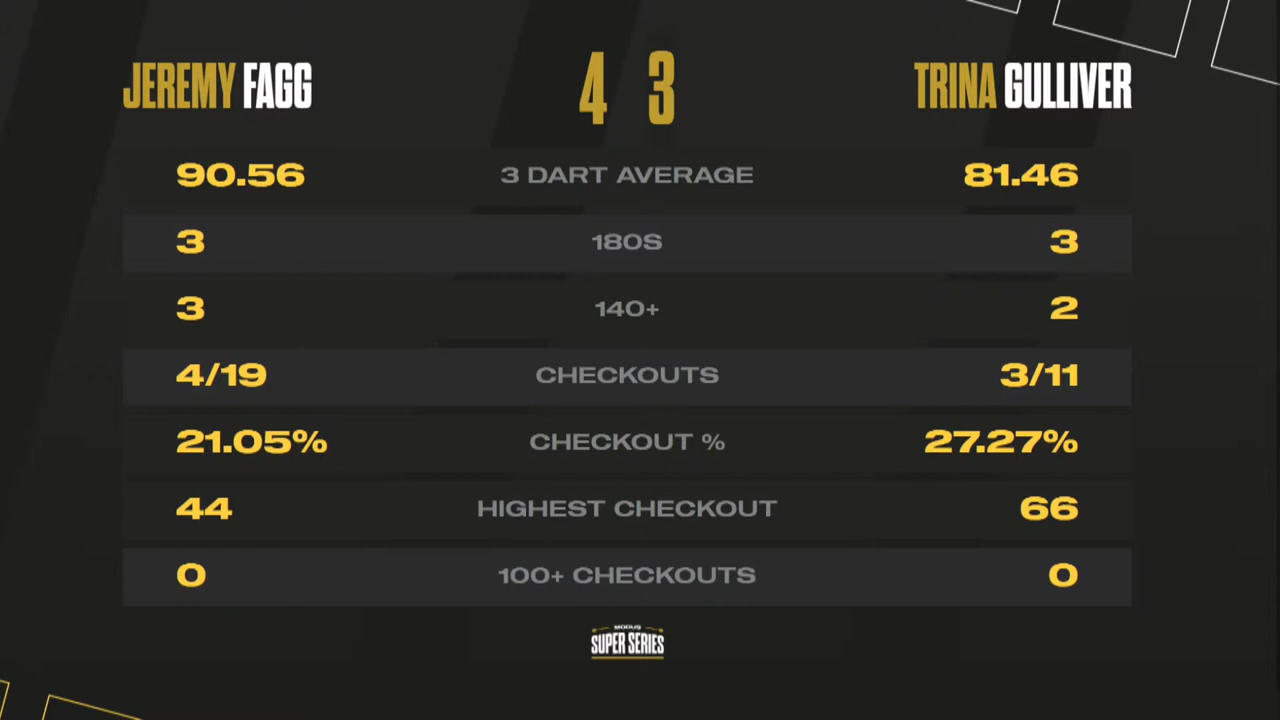 JEREMY FAGG 4 3 TRINA GULLIVER
90.56 3 DART AVERAGE 81.46
3 180S 3
3 140+ 2
4/19 CHECKOUTS 3/11
21.05% CHECKOUT % 27.27%
44 HIGHEST CHECKOUT 66
0 100+ CHECKOUTS 0
MODUS
SUPER SERIES